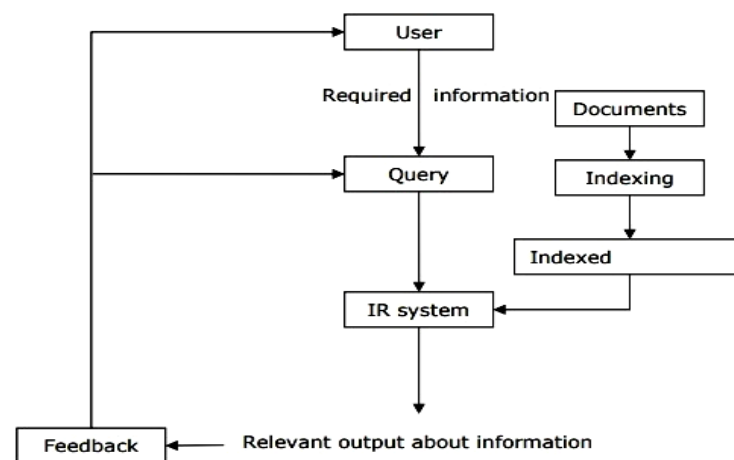 User
Required information
Documents
Query
Indexing
Indexed
IR system
Feedback
Relevant output about information